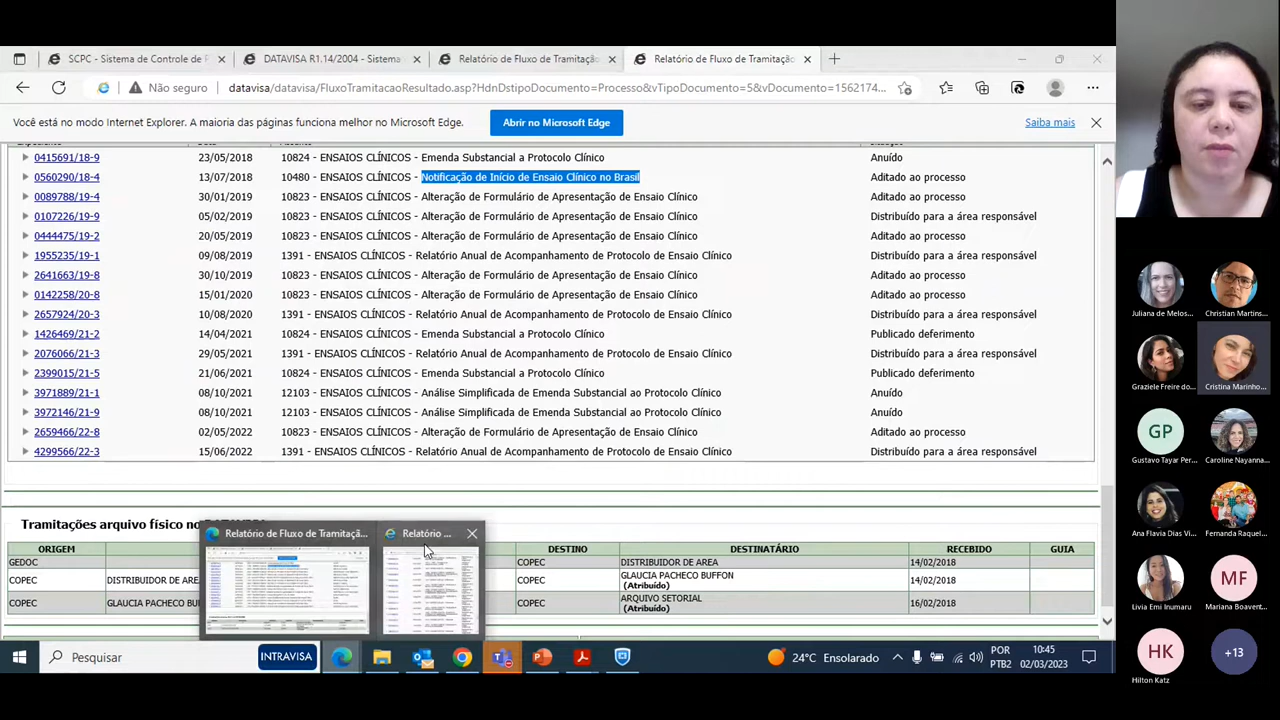 SCPC - Sistema de Controle de P
DATAVISA R1.14/2004 - Sistema
Relatório de Fluxo de Tramitação
Relatório de Fluxo de Tramitação
Não seguro
datavisa/datavisa/FluxoTramitacaoResultado.asp?HdnDstipoDocumento=Processo&vTipoDocumento=5&vDocumento=1562174...
Você está no modo Internet Explorer. A maioria das páginas funciona melhor no Microsoft Edge.
Abrir no Microsoft Edge
Saiba mais
0415691/18-9 23/05/2018 10824 - ENSAIOS CLÍNICOS - Emenda Substancial a Protocolo Clínico Anuído
0560290/18-4 13/07/2018 10480 - ENSAIOS CLÍNICOS - Notificação de Início de Ensaio Clínico no Brasil Aditado ao processo
0089788/19-4 30/01/2019 10823 - ENSAIOS CLÍNICOS - Alteração de Formulário de Apresentação de Ensaio Clínico Aditado ao processo
0107226/19-9 05/02/2019 10823 - ENSAIOS CLÍNICOS - Alteração de Formulário de Apresentação de Ensaio Clínico Distribuído para a área responsável
0444475/19-2 20/05/2019 10823 - ENSAIOS CLÍNICOS - Alteração de Formulário de Apresentação de Ensaio Clínico Aditado ao processo
1955235/19-1 09/08/2019 1391 - ENSAIOS CLÍNICOS - Relatório Anual de Acompanhamento de Protocolo de Ensaio Clínico Distribuído para a área responsável
2641663/19-8 30/10/2019 10823 - ENSAIOS CLÍNICOS - Alteração de Formulário de Apresentação de Ensaio Clínico Aditado ao processo
0142258/20-8 15/01/2020 10823 - ENSAIOS CLÍNICOS - Alteração de Formulário de Apresentação de Ensaio Clínico Aditado ao processo
2657924/20-3 10/08/2020 1391 - ENSAIOS CLÍNICOS - Relatório Anual de Acompanhamento de Protocolo de Ensaio Clínico Distribuído para a área responsável
1426469/21-2 14/04/2021 10824 - ENSAIOS CLÍNICOS - Emenda Substancial a Protocolo Clínico Publicado deferimento
2076066/21-3 29/05/2021 1391 - ENSAIOS CLÍNICOS - Relatório Anual de Acompanhamento de Protocolo de Ensaio Clínico Distribuído para a área responsável
2399015/21-5 21/06/2021 10824 - ENSAIOS CLÍNICOS - Emenda Substancial a Protocolo Clínico Publicado deferimento
3971889/21-1 08/10/2021 12103 - ENSAIOS CLÍNICOS - Análise Simplificada de Emenda Substancial ao Protocolo Clínico Anuído
3972146/21-9 08/10/2021 12103 - ENSAIOS CLÍNICOS - Análise Simplificada de Emenda Substancial ao Protocolo Clínico Anuído
2659466/22-8 02/05/2022 10823 - ENSAIOS CLÍNICOS - Alteração de Formulário de Apresentação de Ensaio Clínico Aditado ao processo
4299566/22-3 15/06/2022 1391 - ENSAIOS CLÍNICOS - Relatório Anual de Acompanhamento de Protocolo de Ensaio Clínico Distribuído para a área responsável
Tramitações arquivo físico no DATAVISA
Relatório de Fluxo de Tramitaçã...
Relatório ...
ORIGEM DESTINO DESTINATÁRIO RECEBIDO GUIA
GEDOC COPEC DISTRIBUIDOR DE AREA 14/02/2018
COPEC DISTRIBUIDOR DE ARE COPEC GLAUCIA PACHECO BUFFON (Atribuído) 14/02/2018
COPEC GLAUCIA PACHECO BU COPEC ARQUIVO SETORIAL (Atribuído) 16/02/2018
Pesquisar
INTRAVISA
24°C Ensolarado
POR
PTB2
10:45
02/03/2023
Juliana de Melos...
Christian Martins...
Graziele Freire do...
Cristina Marinho...
GP
Gustavo Tayar Per...
Caroline Nayanna...
Ana Flavia Dias Vi...
Fernanda Raquel...
Livia Emi Inumaru
MF
Mariana Boavent...
HK
Hilton Katz
+13